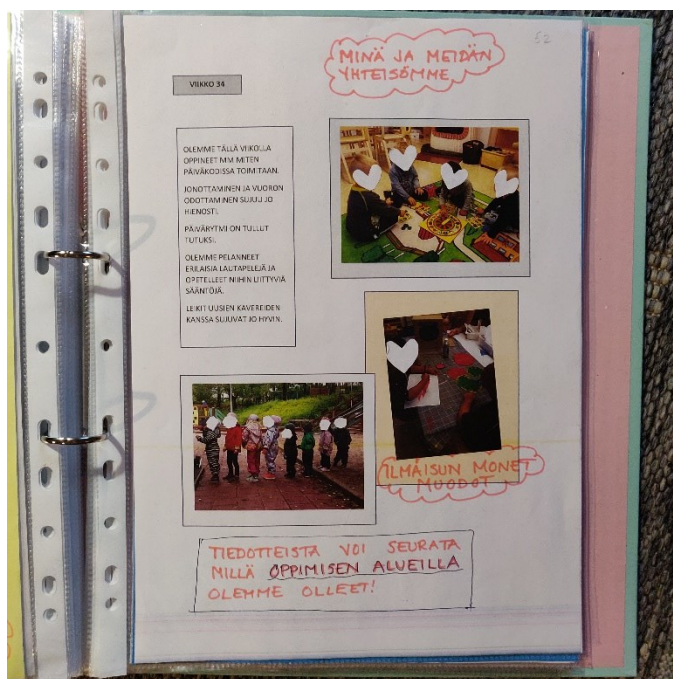 52
MINÄ JA MEIDÄN
YHTEISÖMME
VIIKKO 34
OLEMME TÄLLÄ VIIKOLLA
OPPINEET MM MITEN
PÄIVÄKODISSA TOIMITAAN.
JONOTTAMINEN JA VUORON
ODOTTAMINEN SUJUU JO
HIENOSTI.
PÄIVÄRYTMI ON TULLUT
TUTUKSI.
OLEMME PELANNEET
ERILAISIA LAUTAPELEJÄ JA
OPETELLEET NIIHIN LIITTYVIÄ
SÄÄNTÖJÄ.
LEIKIT UUSIEN KAVEREIDEN
KANSSA SUJUVAT JO HYVIN.
ILMAISUN MONET
MUODOT
TIEDOTTEISTA VOI SEURATA
MILLÄ OPPIMISEN ALUEILLA
OLEMME OLLEET!